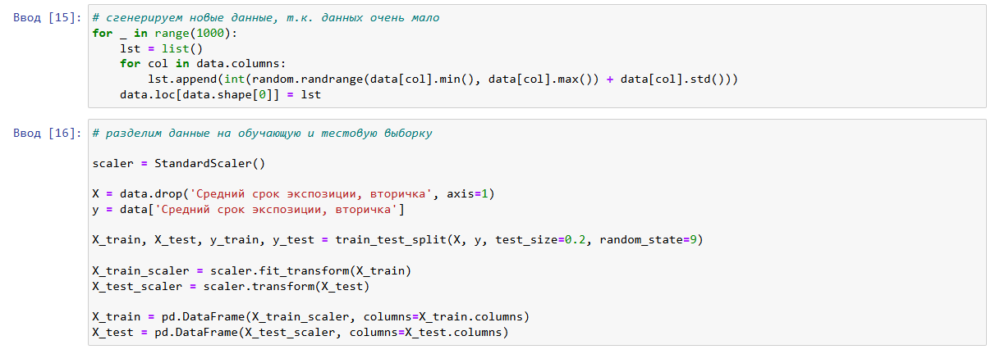 Ввод [15]: # сгенерируем новые данные, т.к. данных очень мало
for _ in range(1000):
    lst = list()
    for col in data.columns:
        lst.append(int(random.randrange(data[col].min(), data[col].max()) + data[col].std()))
    data.loc[data.shape[0]] = lst
Ввод [16]: # разделим данные на обучающую и тестовую выборку
scaler = StandardScaler()
X = data.drop('Средний срок экспозиции, вторичка', axis=1)
y = data['Средний срок экспозиции, вторичка']
X_train, X_test, y_train, y_test = train_test_split(X, y, test_size=0.2, random_state=9)
X_train_scaler = scaler.fit_transform(X_train)
X_test_scaler = scaler.transform(X_test)
X_train = pd.DataFrame(X_train_scaler, columns=X_train.columns)
X_test = pd.DataFrame(X_test_scaler, columns=X_test.columns)